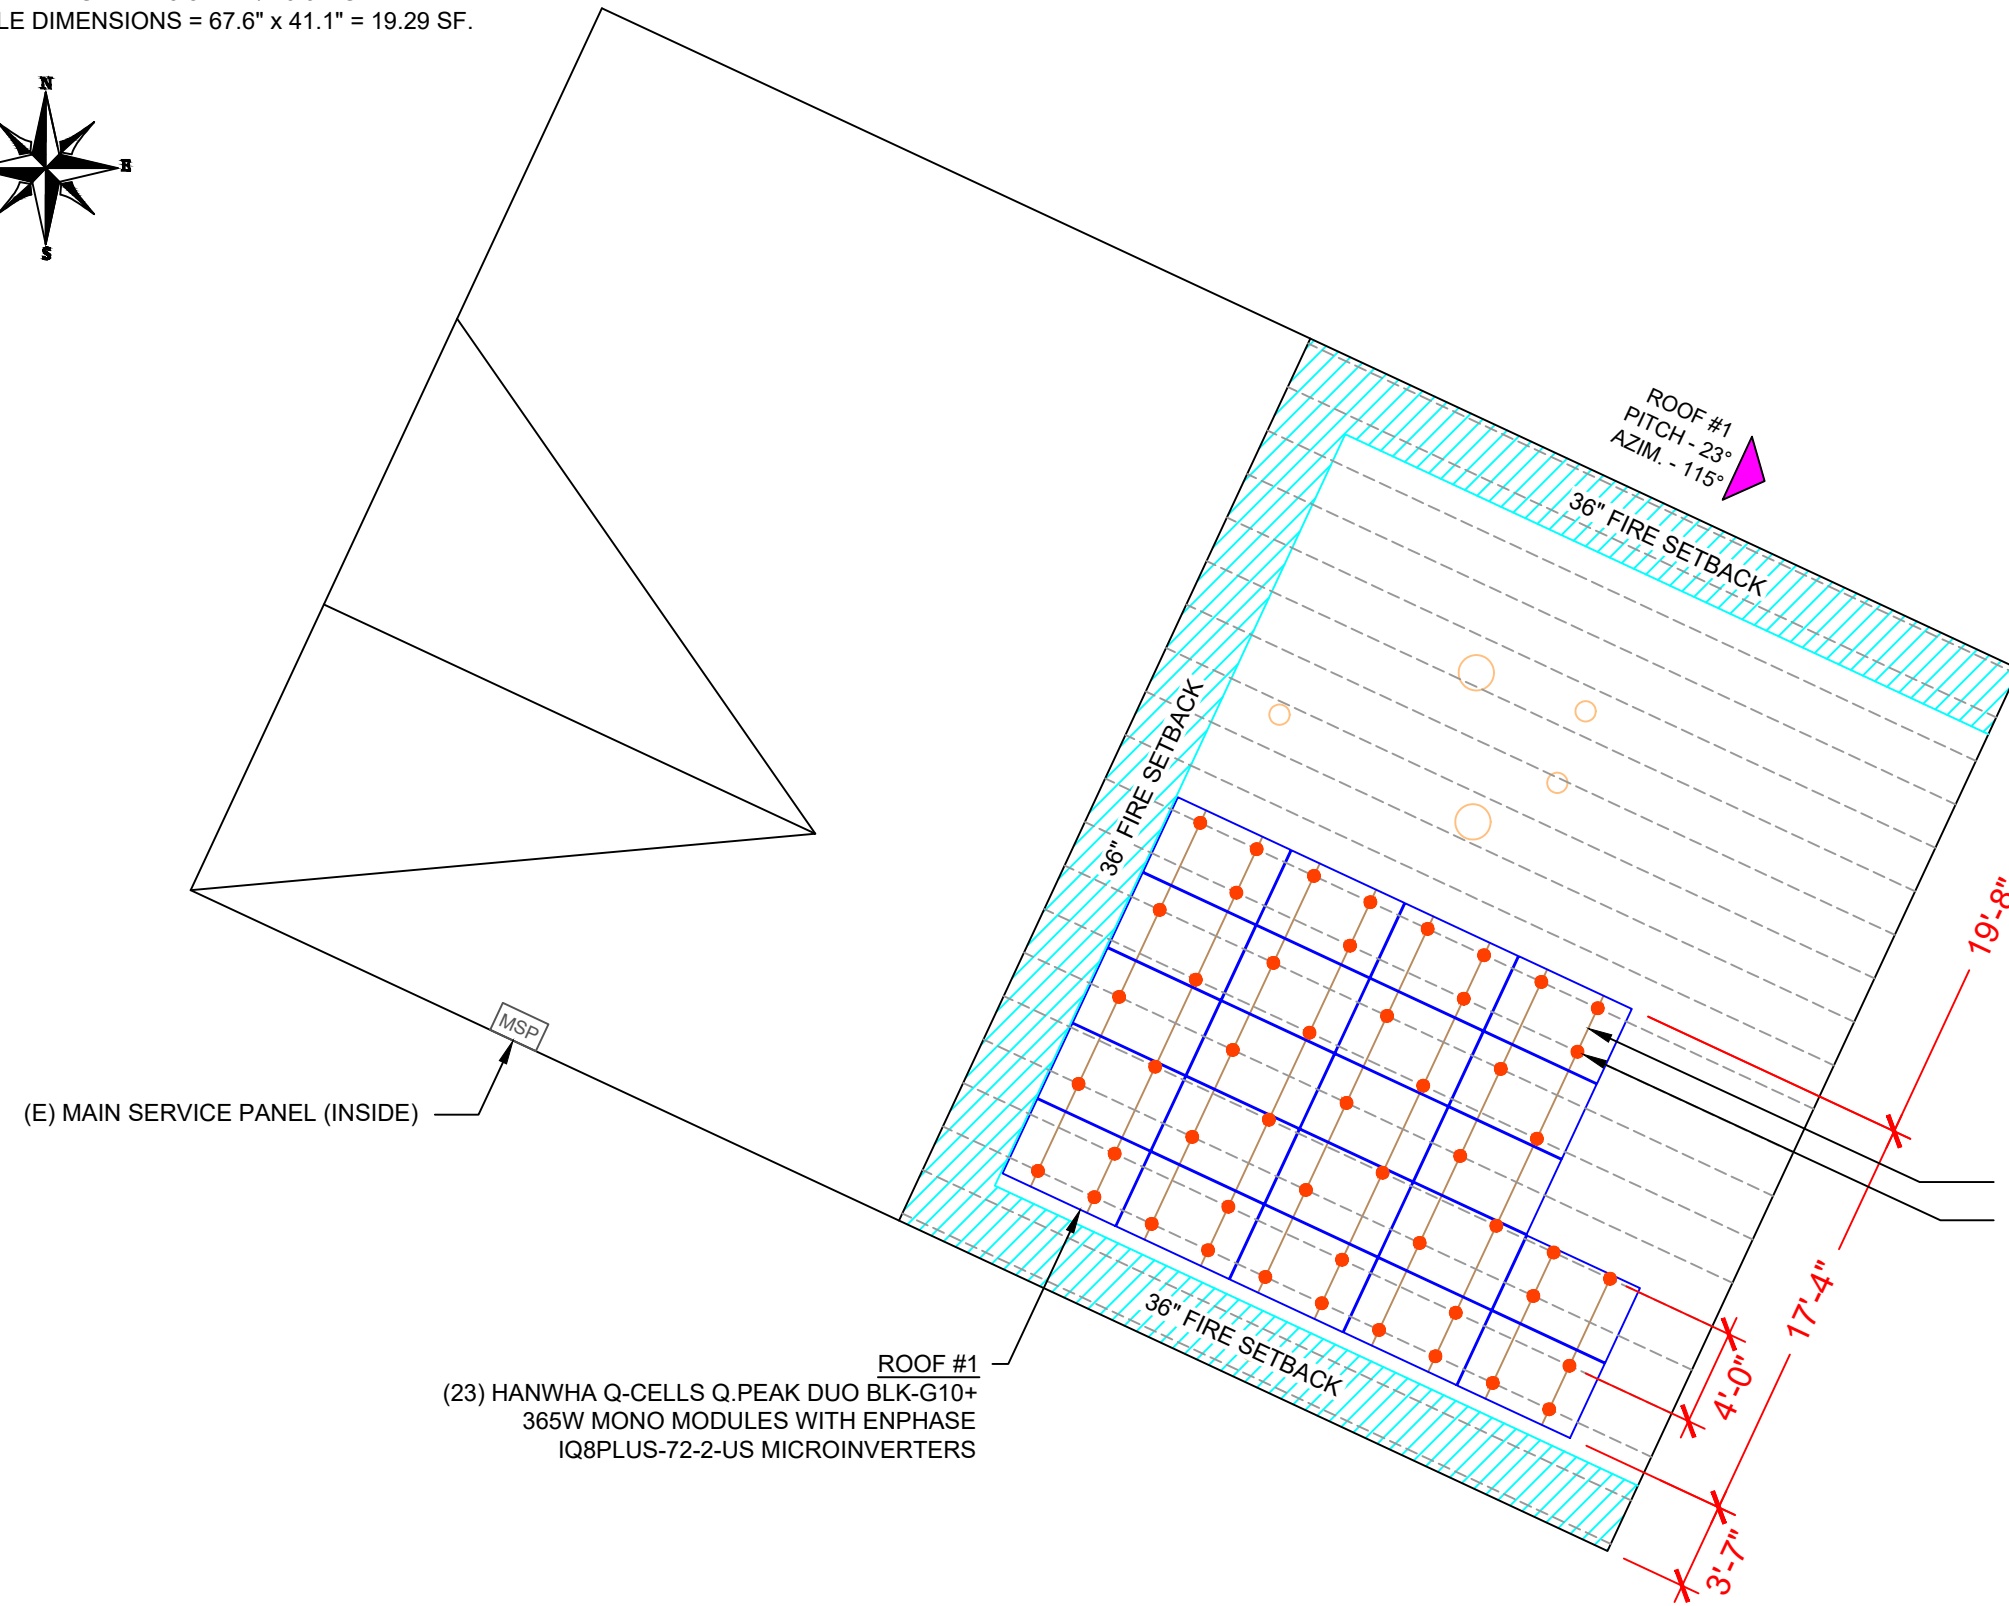 LE DIMENSIONS = 67.6" x 41.1" = 19.29 SF.
N
E
S
ROOF #1
PITCH - 23°
AZIM. - 115°
36" FIRE SETBACK
36" FIRE SETBACK
19'-8"
MSP
(E) MAIN SERVICE PANEL (INSIDE)
17'-4"
36" FIRE SETBACK
4'-0"
ROOF #1
(23) HANWHA Q-CELLS Q.PEAK DUO BLK-G10+
365W MONO MODULES WITH ENPHASE
IQ8PLUS-72-2-US MICROINVERTERS
3'-7"